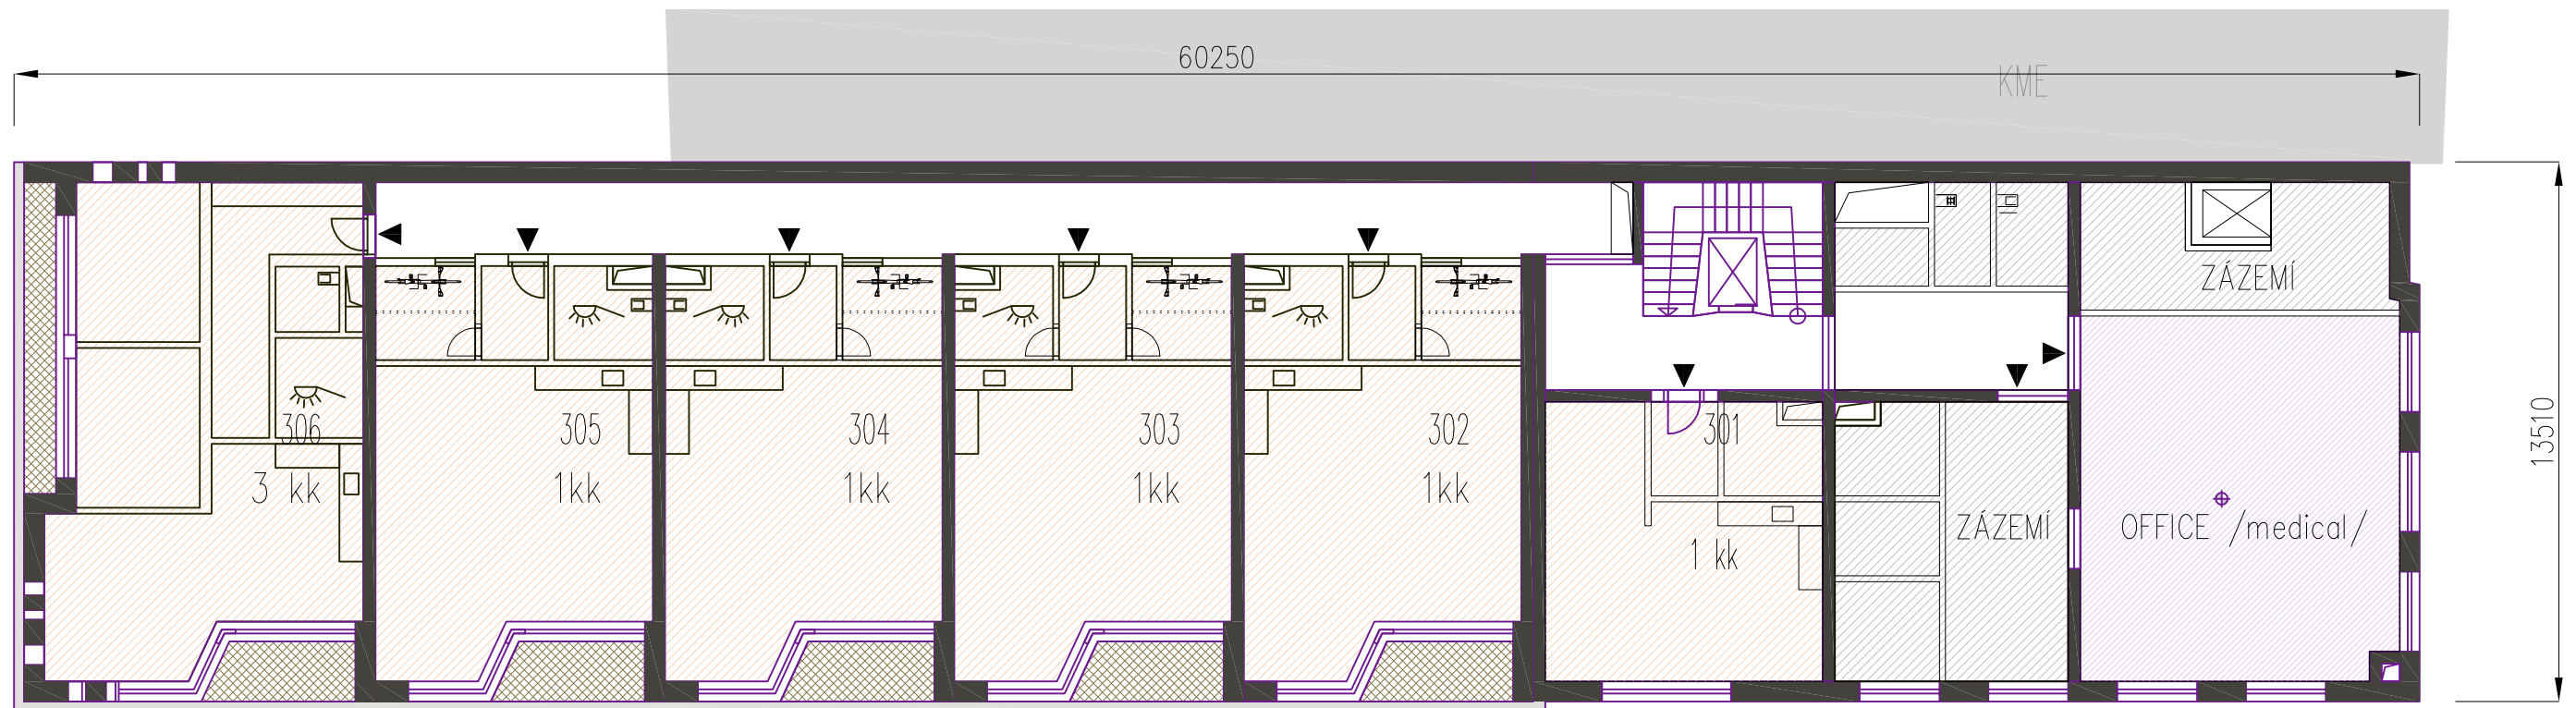 60250
KME
13510
ZÁZEMÍ
306
3 kk
305
1kk
304
1kk
303
1kk
302
1kk
301
1 kk
ZÁZEMÍ
OFFICE /medical/